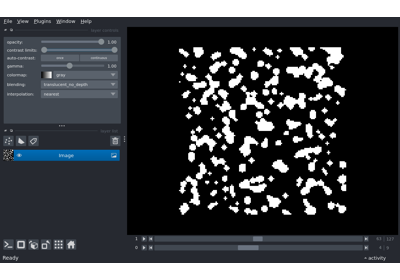 File View Plugins Window Help
opacity: 1.00
contrast limits:
auto-contrast: once continuous
gamma: 1.00
colormap: gray
blending: translucent_no_depth
interpolation: nearest
Image
1
0
Ready
activity